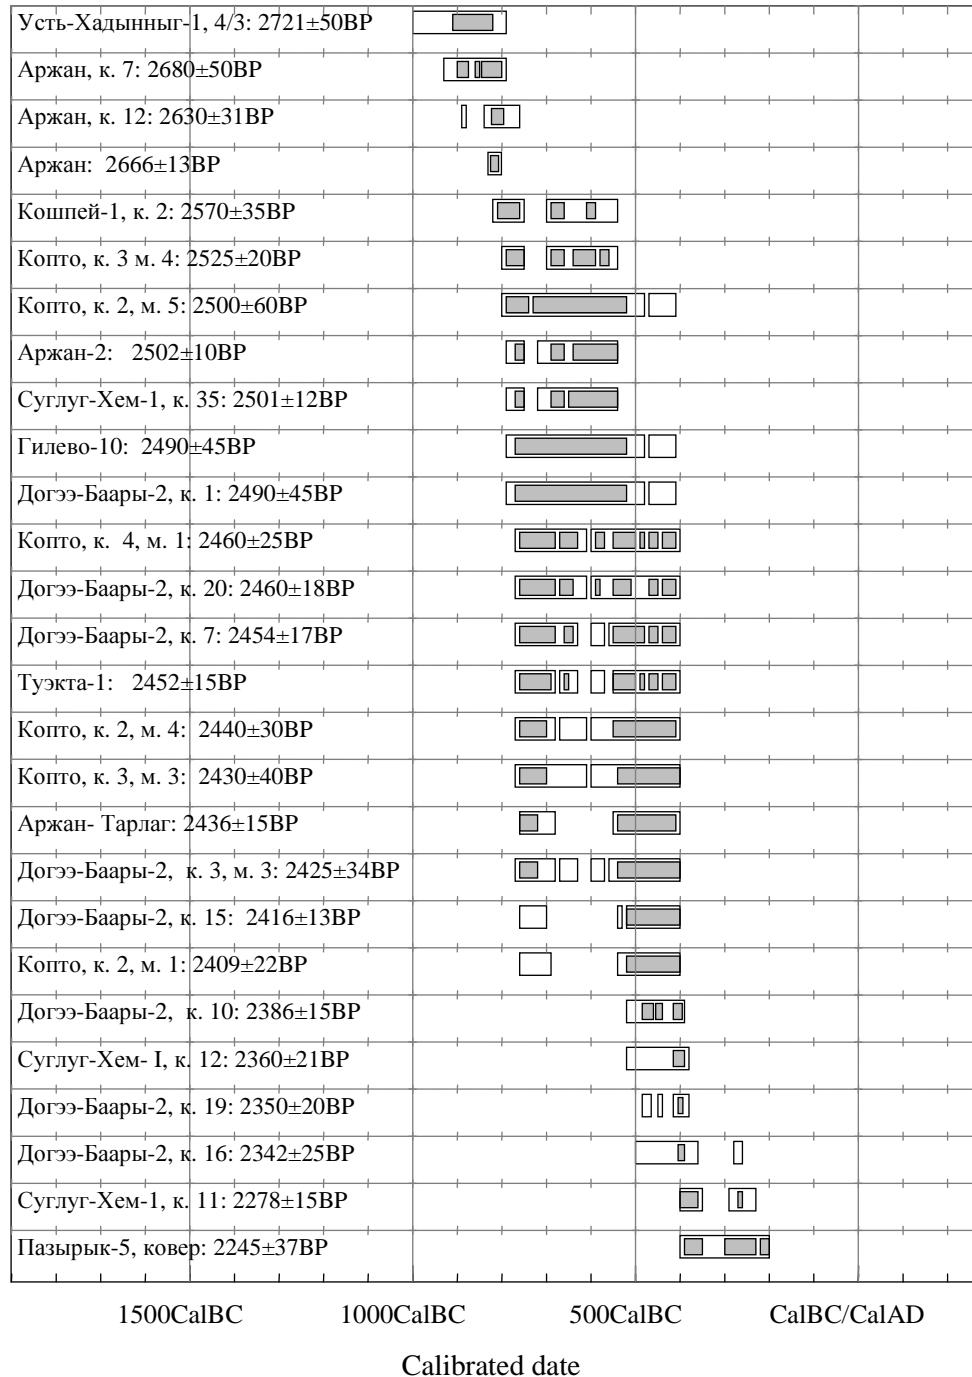 Усть-Хадынныг-1, 4/3: 2721±50BP
Аржан, к. 7: 2680±50BP
Аржан, к. 12: 2630±31BP
Аржан: 2666±13BP
Кошпей-1, к. 2: 2570±35BP
Копто, к. 3 м. 4: 2525±20BP
Копто, к. 2, м. 5: 2500±60BP
Аржан-2: 2502±10BP
Суглуг-Хем-1, к. 35: 2501±12BP
Гилево-10: 2490±45BP
Догээ-Баары-2, к. 1: 2490±45BP
Копто, к. 4, м. 1: 2460±25BP
Догээ-Баары-2, к. 20: 2460±18BP
Догээ-Баары-2, к. 7: 2454±17BP
Туэкта-1: 2452±15BP
Копто, к. 2, м. 4: 2440±30BP
Копто, к. 3, м. 3: 2430±40BP
Аржан- Тарлаг: 2436±15BP
Догээ-Баары-2, к. 3, м. 3: 2425±34BP
Догээ-Баары-2, к. 15: 2416±13BP
Копто, к. 2, м. 1: 2409±22BP
Догээ-Баары-2, к. 10: 2386±15BP
Суглуг-Хем- I, к. 12: 2360±21BP
Догээ-Баары-2, к. 19: 2350±20BP
Догээ-Баары-2, к. 16: 2342±25BP
Суглуг-Хем-1, к. 11: 2278±15BP
Пазырык-5, ковер: 2245±37BP
1500CalBC 1000CalBC 500CalBC CalBC/CalAD
Calibrated date